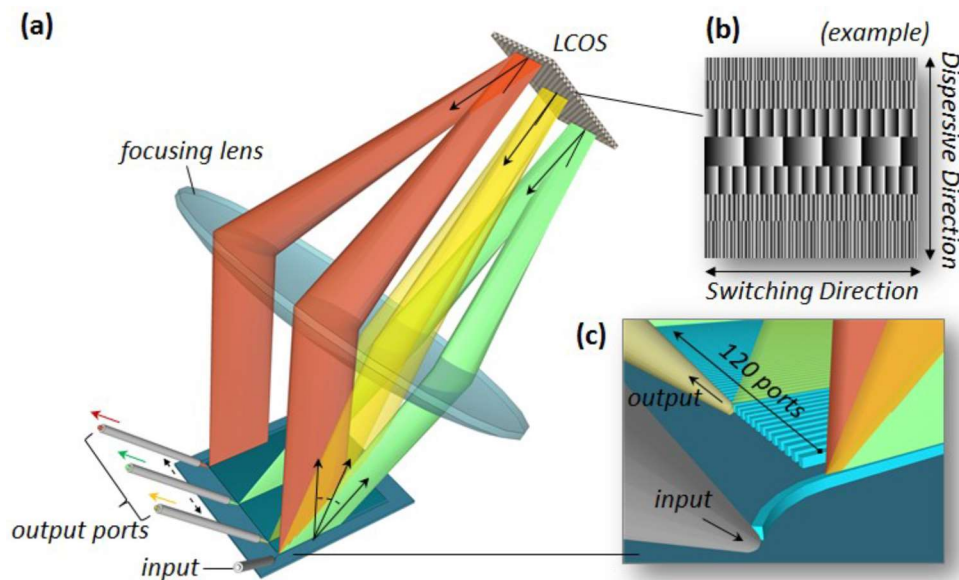 (a)
LCOS
focusing lens
output ports
input
(b)
(example)
Dispersive Direction
Switching Direction
(c)
120 ports
output
input